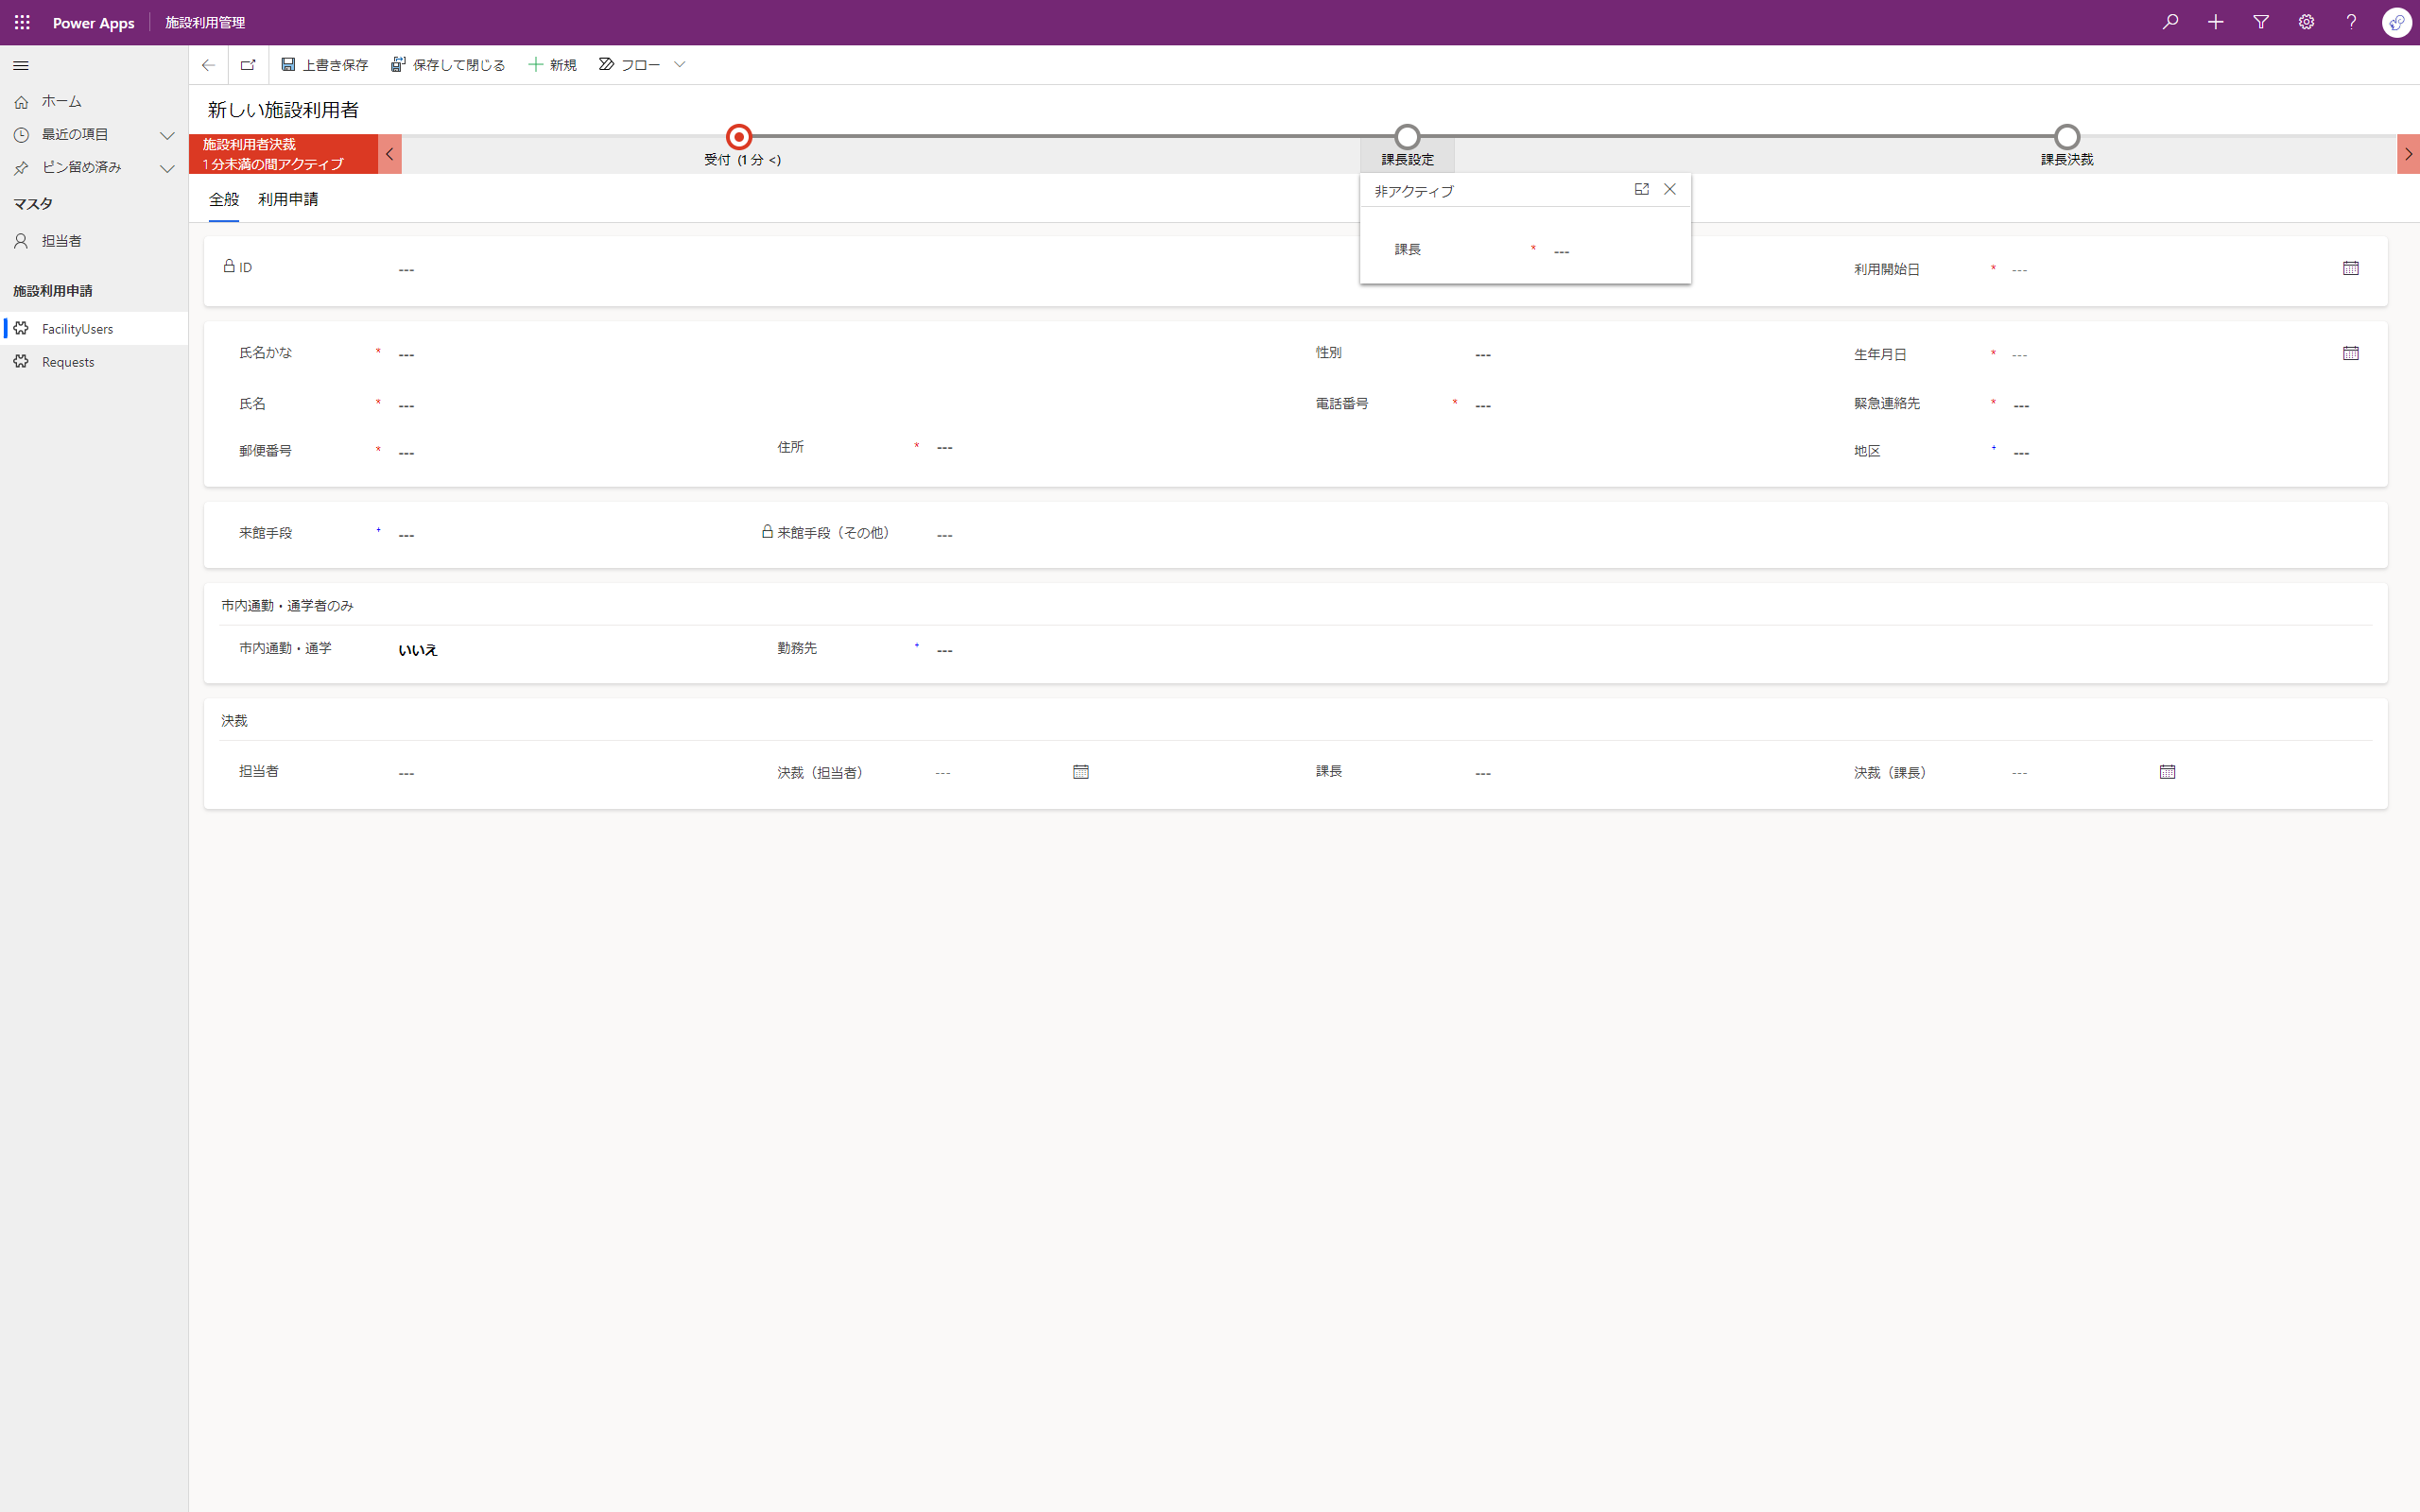 Power Apps 施設利用管理
上書き保存 保存して閉じる 新規 フロー
ホーム
最近の項目
ピン留め済み
マスタ
担当者
施設利用申請
FacilityUsers
Requests
新しい施設利用者
施設利用者決裁
1 分未満の間アクティブ
受付 (1 分 <) 課長設定 課長決裁
全般 利用申請
非アクティブ
課長 * ---
ID --- 利用開始日 * ---
氏名かな * --- 性別 --- 生年月日 * ---
氏名 * --- 電話番号 * --- 緊急連絡先 * ---
郵便番号 * --- 住所 * --- 地区 + ---
来館手段 + --- 来館手段（その他） ---
市内通勤・通学者のみ
市内通勤・通学 いいえ 勤務先 * ---
決裁
担当者 --- 決裁（担当者） --- 課長 --- 決裁（課長） ---